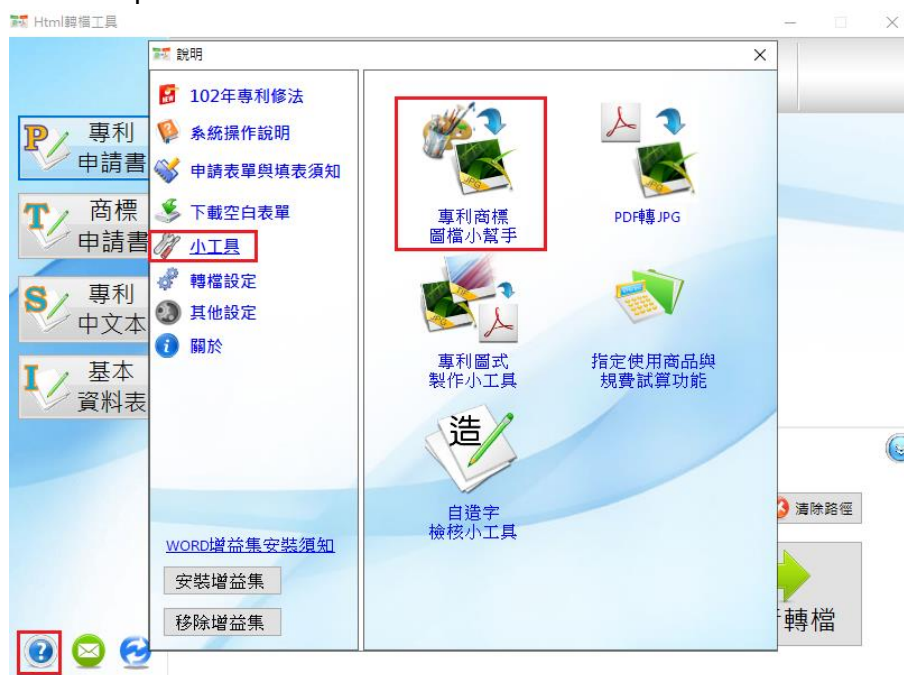 Html轉檔工具
說明
102年專利修法
系統操作說明
申請表單與填表須知
下載空白表單
小工具
轉檔設定
其他設定
關於
WORD增益集安裝須知
安裝增益集
移除增益集
P 專利
申請書
T 商標
申請書
S 專利
中文本
I 基本
資料表
JPG
專利商標
圖檔小幫手
JPG
PDF轉JPG
TIF
JPG
專利圖式
製作小工具
指定使用商品與
規費試算功能
造
自造字
檢核小工具
清除路徑
轉檔